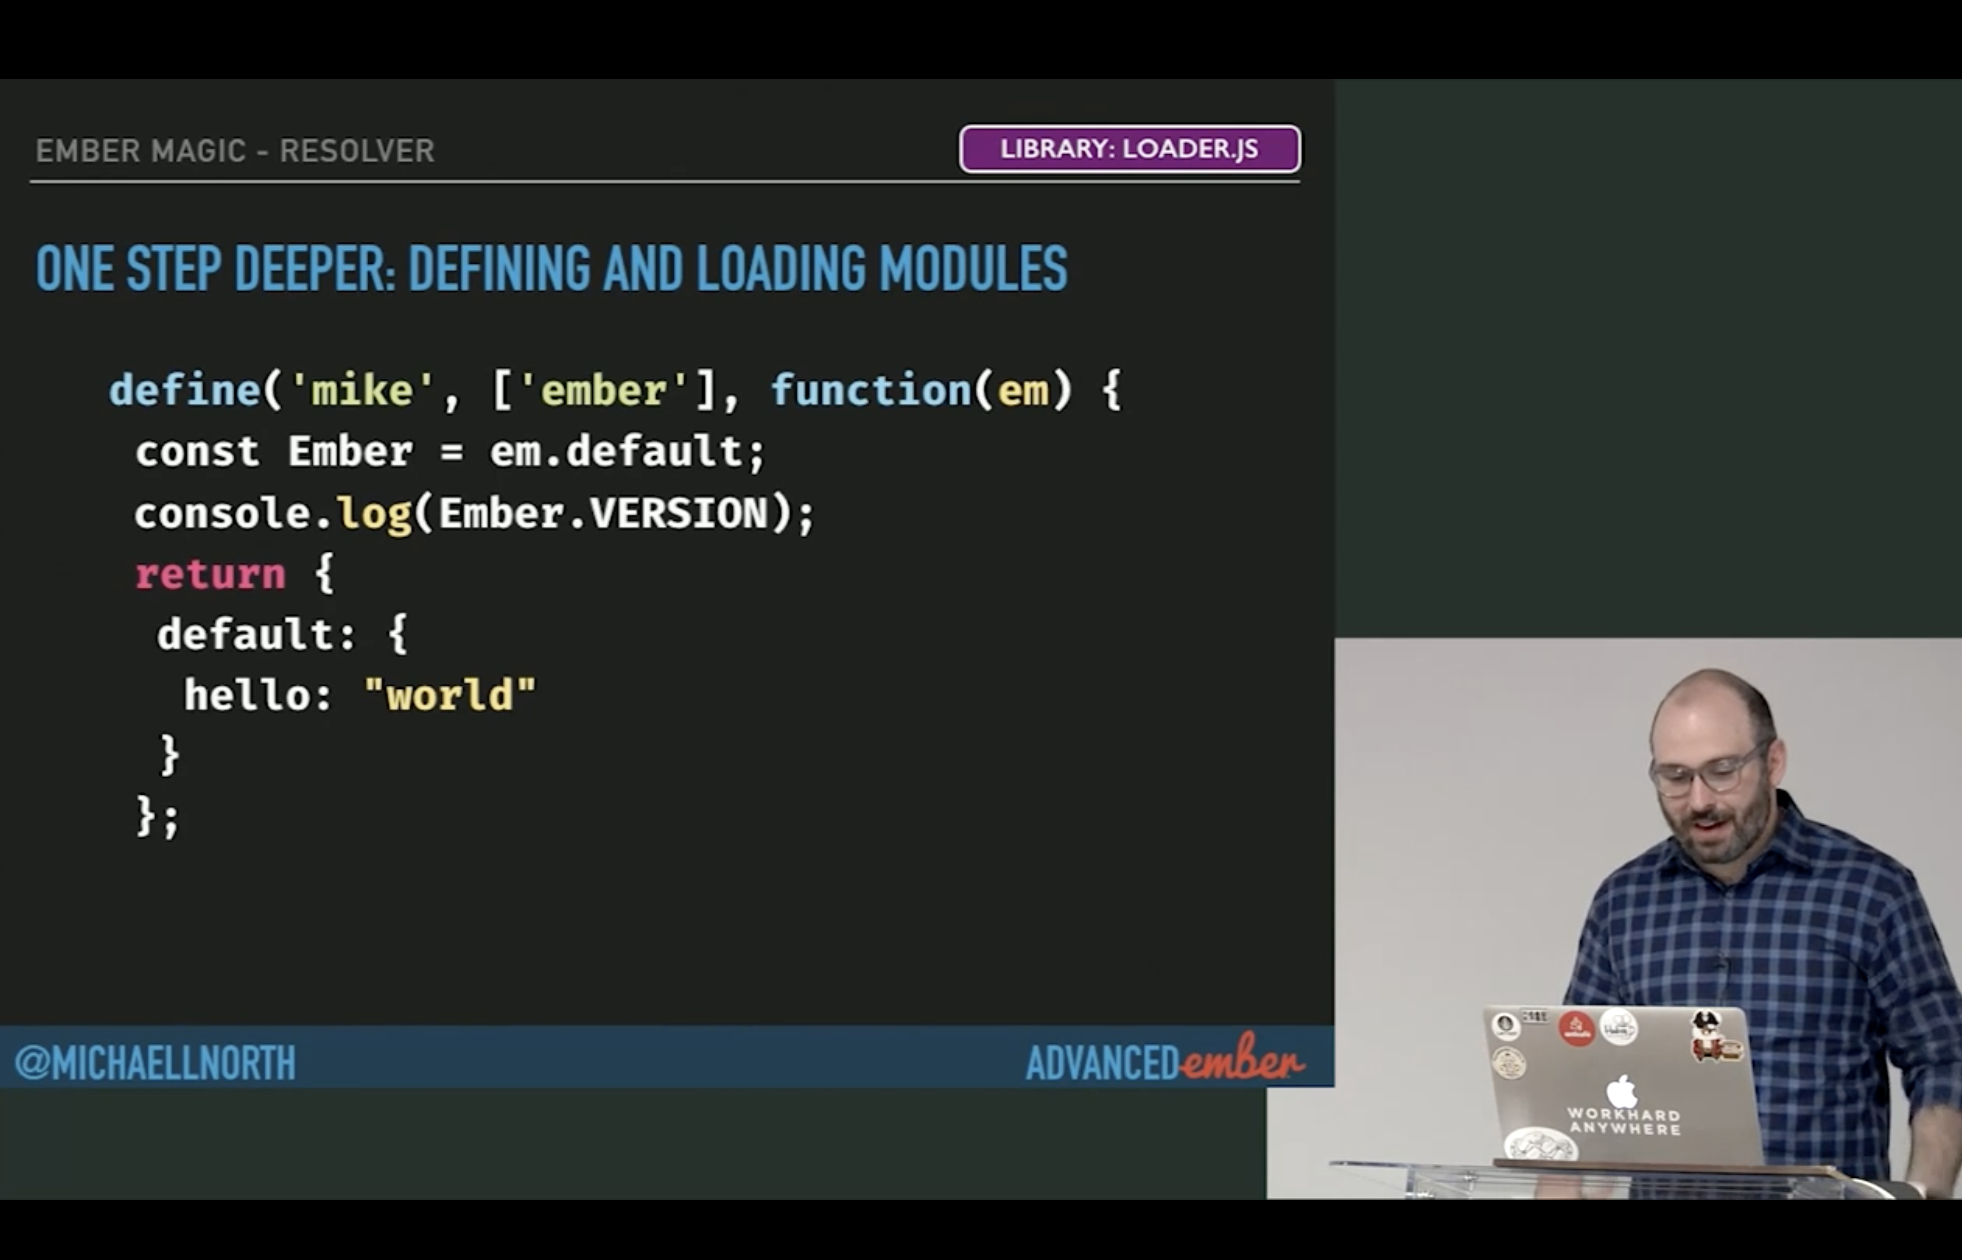 EMBER MAGIC - RESOLVER
LIBRARY: LOADER.JS
ONE STEP DEEPER: DEFINING AND LOADING MODULES
define('mike', ['ember'], function(em) {
const Ember = em.default;
console.log(Ember.VERSION);
return {
default: {
hello: "world"
}
};
@MICHAELLNORTH
ADVANCEDember
WORKHARD
ANYWHERE